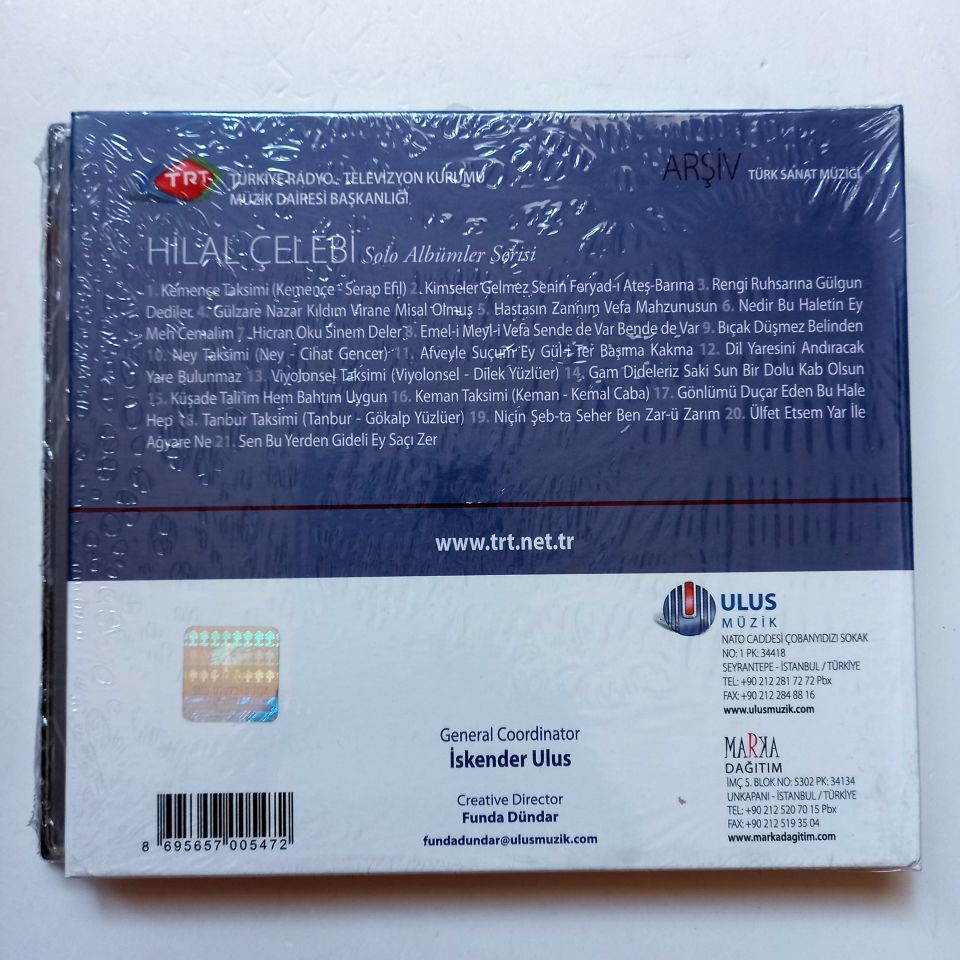 TRT
TÜRKİYE RADYO - TELEVİZYON KURUMU
MÜZİK DAİRESİ BAŞKANLIĞI
ARŞİV TÜRK SANAT MÜZİĞİ
HİLAL ÇELEBİ Solo Albümler Serisi
1. Kemençe Taksimi (Kemençe - Serap Efil) 2. Kimseler Gelmez Senin Feryad-ı Ateş-Barına 3. Rengi Ruhsarına Gülgun
Dediler 4. Gülzare Nazar Kıldım Virane Misal Olmuş 5. Hastasın Zannım Vefa Mahzunusun 6. Nedir Bu Haletin Ey
Meh Cemalim 7. Hicran Oku Sinem Deler 8. Emel-i Meyl-i Vefa Sende de Var Bende de Var 9. Bıçak Düşmez Belinden
10. Ney Taksimi (Ney - Cihat Gencer) 11. Afveyle Suçum Ey Gül-i Ter Başıma Kakma 12. Dil Yaresini Andıracak
Yare Bulunmaz 13. Viyolonsel Taksimi (Viyolonsel - Dilek Yüzlüer) 14. Gam Dideleriz Saki Sun Bir Dolu Kab Olsun
15. Küşade Tali'im Hem Bahtım Uygun 16. Keman Taksimi (Keman - Kemal Caba) 17. Gönlümü Duçar Eden Bu Hale
Hep 18. Tanbur Taksimi (Tanbur - Gökalp Yüzlüer) 19. Niçin Şeb-ta Seher Ben Zar-ü Zarım 20. Ülfet Etsem Yar İle
Ağyare Ne 21. Sen Bu Yerden Gideli Ey Saçı Zer
www.trt.net.tr
ULUS
MÜZİK
NATO CADDESİ ÇOBANYIDIZI SOKAK
NO: 1 PK: 34418
SEYRANTEPE - İSTANBUL / TÜRKİYE
TEL: +90 212 281 72 72 Pbx
FAX: +90 212 284 88 16
www.ulusmuzik.com
General Coordinator
İskender Ulus
MARKA
DAĞITIM
İMÇ 5. BLOK NO: 5302 PK: 34134
UNKAPANI - İSTANBUL / TÜRKİYE
TEL: +90 212 520 70 15 Pbx
FAX: +90 212 519 35 04
www.markadagitim.com
Creative Director
Funda Dündar
fundadundar@ulusmuzik.com
8 695657 005472